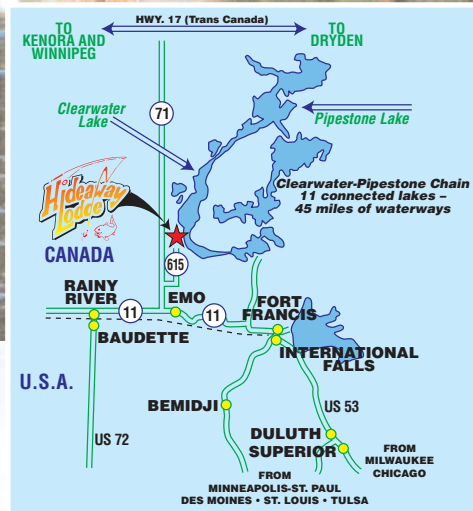 HWY. 17 (Trans Canada)
TO
KENORA AND
WINNIPEG
TO
DRYDEN
Clearwater
Lake
71
Pipestone Lake
Clearwater-Pipestone Chain
11 connected lakes –
45 miles of waterways
Hideaway
Lodge
CANADA
615
RAINY
RIVER
11
EMO
11
FORT
FRANCIS
BAUDETTE
INTERNATIONAL
FALLS
U.S.A.
BEMIDJI
US 53
US 72
DULUTH
SUPERIOR
FROM
MILWAUKEE
CHICAGO
FROM
MINNEAPOLIS-ST. PAUL
DES MOINES • ST. LOUIS • TULSA